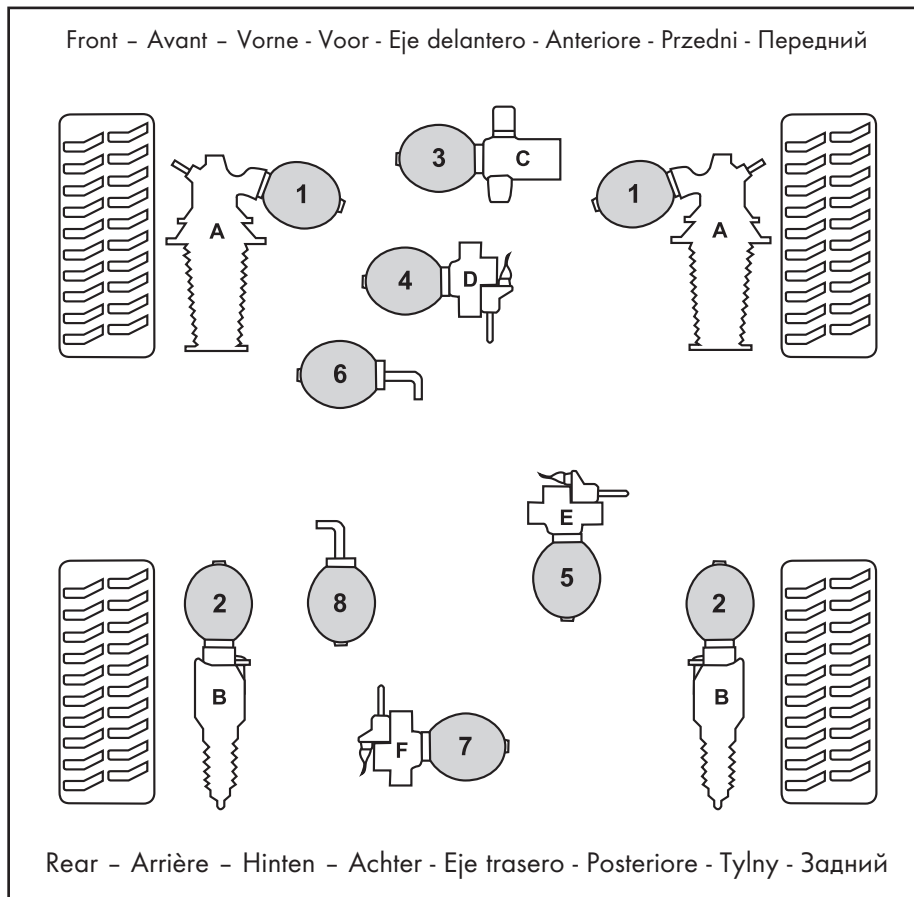 Front – Avant – Vorne - Voor - Eje delantero - Anteriore - Przedni - Передний
3 C
1 1
A A
4 D
6
E
2 8 5 2
B B
F 7
Rear – Arrière – Hinten – Achter - Eje trasero - Posteriore - Tylny - Задний